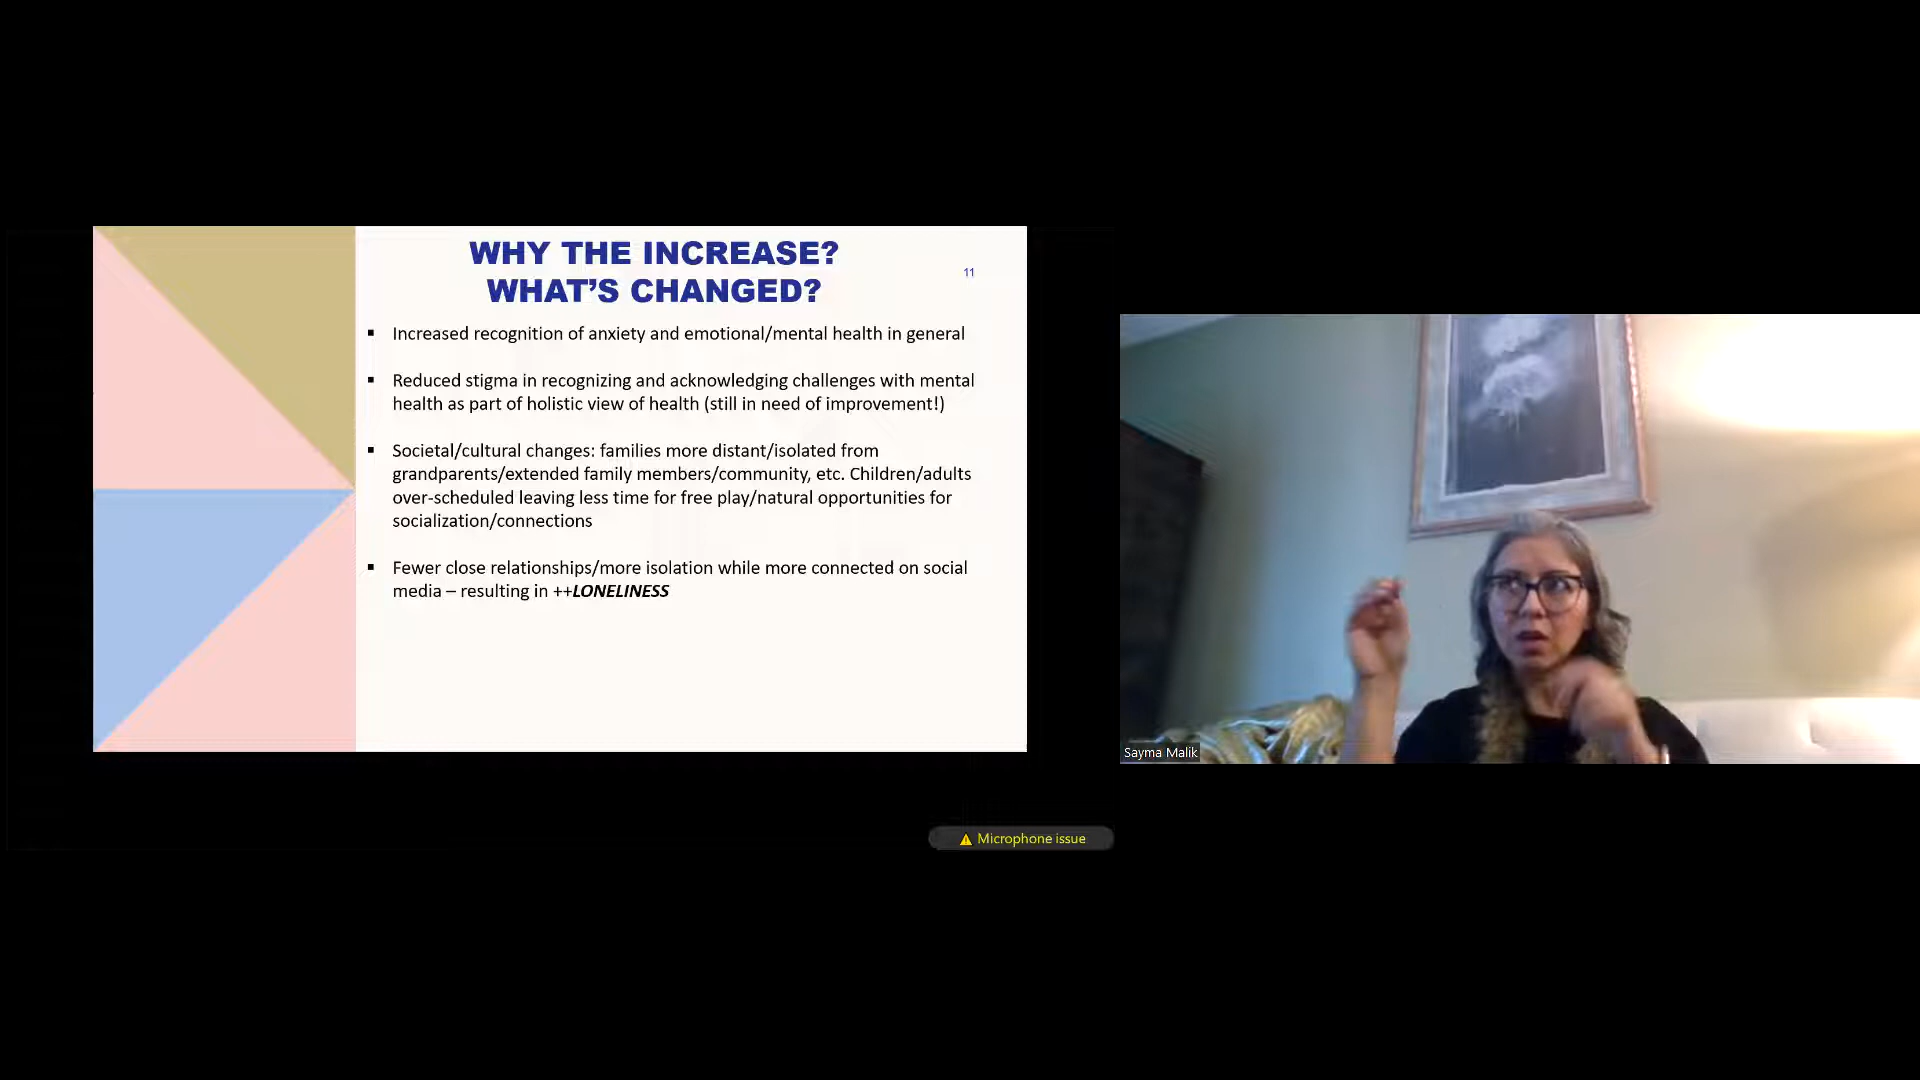 WHY THE INCREASE?
WHAT’S CHANGED?
11
▪ Increased recognition of anxiety and emotional/mental health in general
▪ Reduced stigma in recognizing and acknowledging challenges with mental
health as part of holistic view of health (still in need of improvement!)
▪ Societal/cultural changes: families more distant/isolated from
grandparents/extended family members/community, etc. Children/adults
over-scheduled leaving less time for free play/natural opportunities for
socialization/connections
▪ Fewer close relationships/more isolation while more connected on social
media – resulting in ++LONELINESS
Sayma Malik
Microphone issue